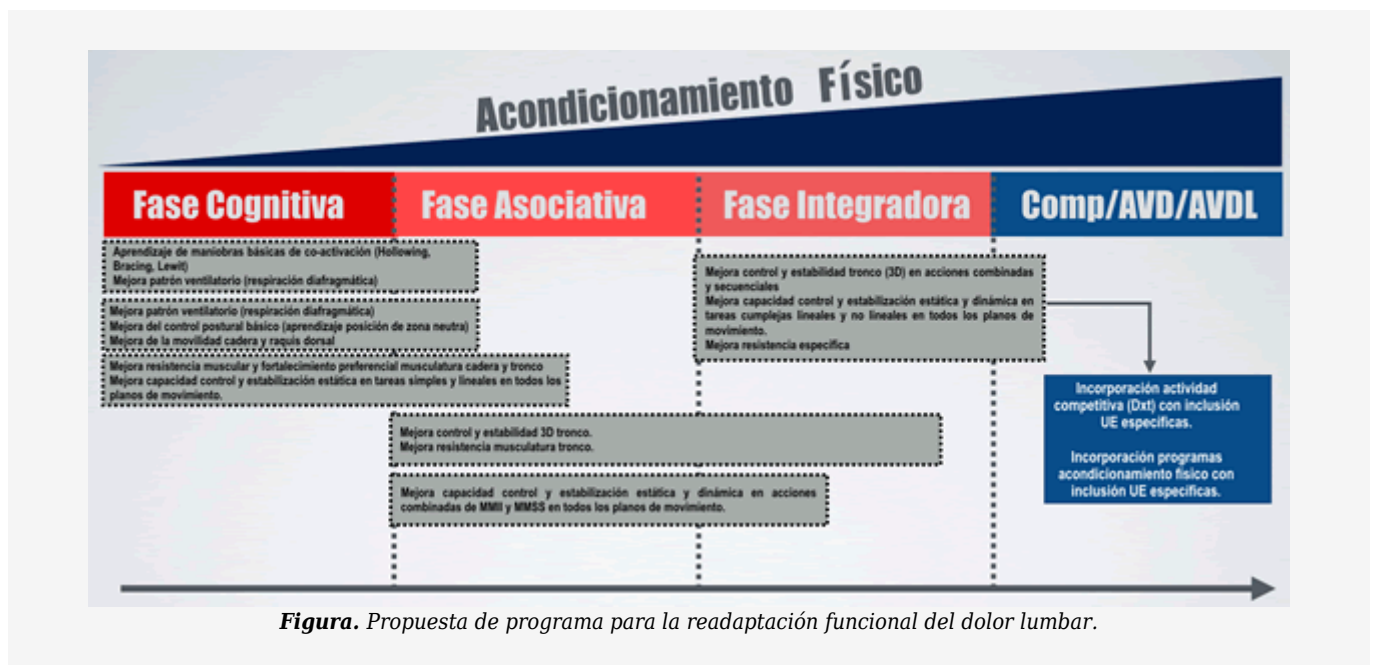 Acondicionamiento Físico
Fase Cognitiva
Fase Asociativa
Fase Integradora
Comp/AVD/AVDL
Aprendizaje de maniobras básicas de co-activación (Hollowing,
Bracing, Lewit)
Mejora patrón ventilatorio (respiración diafragmática)
Mejora patrón ventilatorio (respiración diafragmática)
Mejora del control postural básico (aprendizaje posición de zona neutra)
Mejora de la movilidad cadera y raquis dorsal
Mejora resistencia muscular y fortalecimiento preferencial musculatura cadera y tronco
Mejora capacidad control y estabilización estática en tareas simples y lineales en todos los
planos de movimiento.
Mejora control y estabilidad 3D tronco.
Mejora resistencia musculatura tronco.
Mejora capacidad control y estabilización estática y dinámica en acciones
combinadas de MMII y MMSS en todos los planos de movimiento.
Mejora control y estabilidad tronco (3D) en acciones combinadas
y secuenciales
Mejora capacidad control y estabilización estática y dinámica en
tareas cumplejas lineales y no lineales en todos los planos de
movimiento.
Mejora resistencia específica
Incorporación actividad
competitiva (Dxt) con inclusión
UE específicas.
Incorporación programas
acondicionamiento físico con
inclusión UE específicas.
Figura. Propuesta de programa para la readaptación funcional del dolor lumbar.